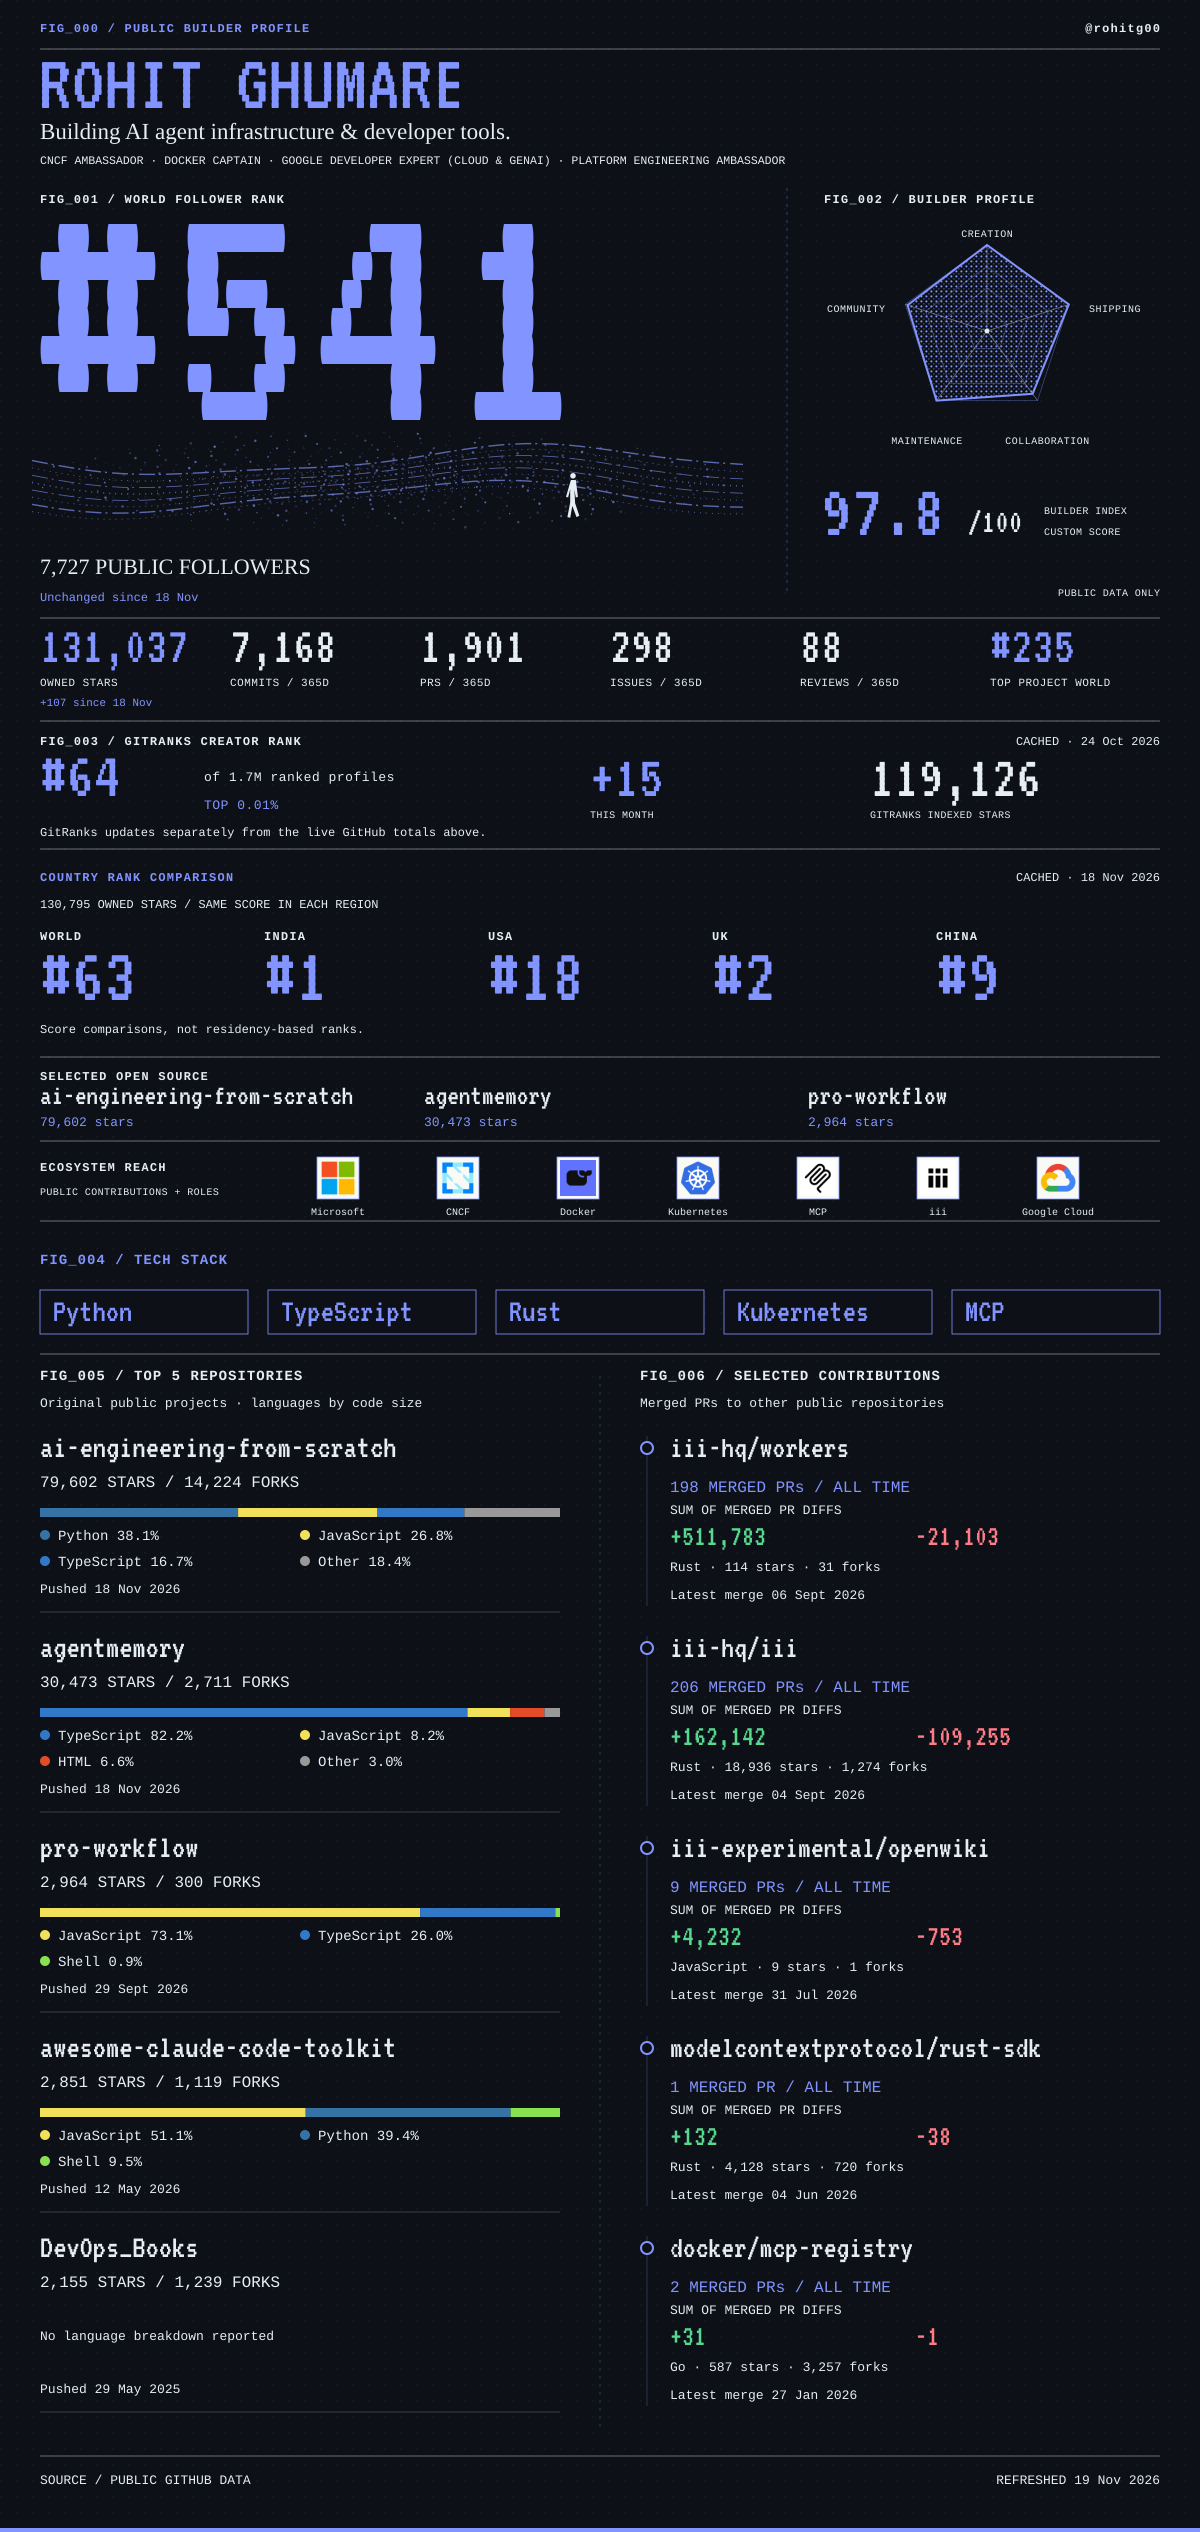 FIG_000 / PUBLIC BUILDER PROFILE @rohitg00
ROHIT GHUMARE
Building AI agent infrastructure & developer tools.
CNCF AMBASSADOR · DOCKER CAPTAIN · GOOGLE DEVELOPER EXPERT (CLOUD & GENAI) · PLATFORM ENGINEERING AMBASSADOR
FIG_001 / WORLD FOLLOWER RANK
#541
7,727 PUBLIC FOLLOWERS
Unchanged since 18 Nov
FIG_002 / BUILDER PROFILE
CREATION
COMMUNITY
SHIPPING
MAINTENANCE
COLLABORATION
97.8 /100
BUILDER INDEX
CUSTOM SCORE
PUBLIC DATA ONLY
131,037 7,168 1,901 298 88 #235
OWNED STARS COMMITS / 365D PRS / 365D ISSUES / 365D REVIEWS / 365D TOP PROJECT WORLD
+107 since 18 Nov
FIG_003 / GITRANKS CREATOR RANK CACHED · 24 Oct 2026
#64 of 1.7M ranked profiles +15 119,126
TOP 0.01% THIS MONTH GITRANKS INDEXED STARS
GitRanks updates separately from the live GitHub totals above.
COUNTRY RANK COMPARISON CACHED · 18 Nov 2026
130,795 OWNED STARS / SAME SCORE IN EACH REGION
WORLD INDIA USA UK CHINA
#63 #1 #18 #2 #9
Score comparisons, not residency-based ranks.
SELECTED OPEN SOURCE
ai-engineering-from-scratch agentmemory pro-workflow
79,602 stars 30,473 stars 2,964 stars
ECOSYSTEM REACH
PUBLIC CONTRIBUTIONS + ROLES
Microsoft CNCF Docker Kubernetes MCP iii Google Cloud
FIG_004 / TECH STACK
Python TypeScript Rust Kubernetes MCP
FIG_005 / TOP 5 REPOSITORIES
Original public projects · languages by code size
ai-engineering-from-scratch
79,602 STARS / 14,224 FORKS
Python 38.1% JavaScript 26.8%
TypeScript 16.7% Other 18.4%
Pushed 18 Nov 2026
agentmemory
30,473 STARS / 2,711 FORKS
TypeScript 82.2% JavaScript 8.2%
HTML 6.6% Other 3.0%
Pushed 18 Nov 2026
pro-workflow
2,964 STARS / 300 FORKS
JavaScript 73.1% TypeScript 26.0%
Shell 0.9%
Pushed 29 Sept 2026
awesome-claude-code-toolkit
2,851 STARS / 1,119 FORKS
JavaScript 51.1% Python 39.4%
Shell 9.5%
Pushed 12 May 2026
DevOps_Books
2,155 STARS / 1,239 FORKS
No language breakdown reported
Pushed 29 May 2025
FIG_006 / SELECTED CONTRIBUTIONS
Merged PRs to other public repositories
iii-hq/workers
198 MERGED PRs / ALL TIME
SUM OF MERGED PR DIFFS
+511,783 -21,103
Rust · 114 stars · 31 forks
Latest merge 06 Sept 2026
iii-hq/iii
206 MERGED PRs / ALL TIME
SUM OF MERGED PR DIFFS
+162,142 -109,255
Rust · 18,936 stars · 1,274 forks
Latest merge 04 Sept 2026
iii-experimental/openwiki
9 MERGED PRs / ALL TIME
SUM OF MERGED PR DIFFS
+4,232 -753
JavaScript · 9 stars · 1 forks
Latest merge 31 Jul 2026
modelcontextprotocol/rust-sdk
1 MERGED PR / ALL TIME
SUM OF MERGED PR DIFFS
+132 -38
Rust · 4,128 stars · 720 forks
Latest merge 04 Jun 2026
docker/mcp-registry
2 MERGED PRs / ALL TIME
SUM OF MERGED PR DIFFS
+31 -1
Go · 587 stars · 3,257 forks
Latest merge 27 Jan 2026
SOURCE / PUBLIC GITHUB DATA REFRESHED 19 Nov 2026